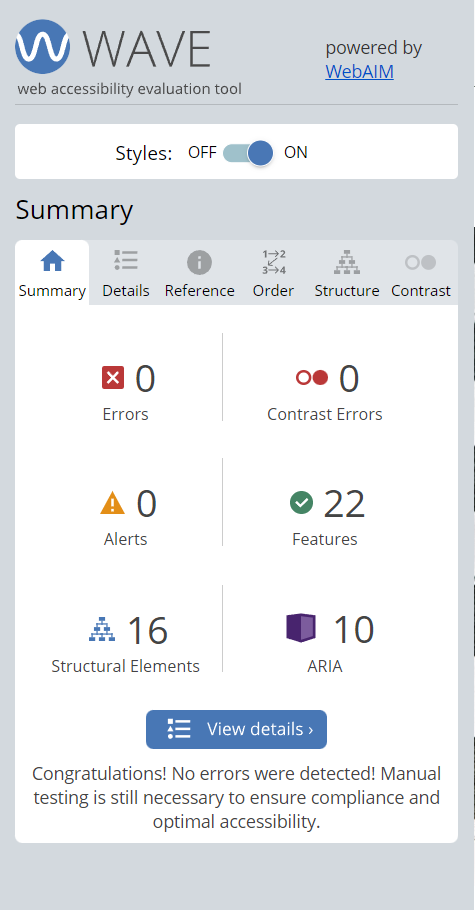 WAVE
web accessibility evaluation tool
powered by
WebAIM
Styles: OFF ON
Summary
Summary Details Reference Order Structure Contrast
1 2
3 4
0
Errors
0
Contrast Errors
0
Alerts
22
Features
16
Structural Elements
10
ARIA
View details ›
Congratulations! No errors were detected! Manual
testing is still necessary to ensure compliance and
optimal accessibility.